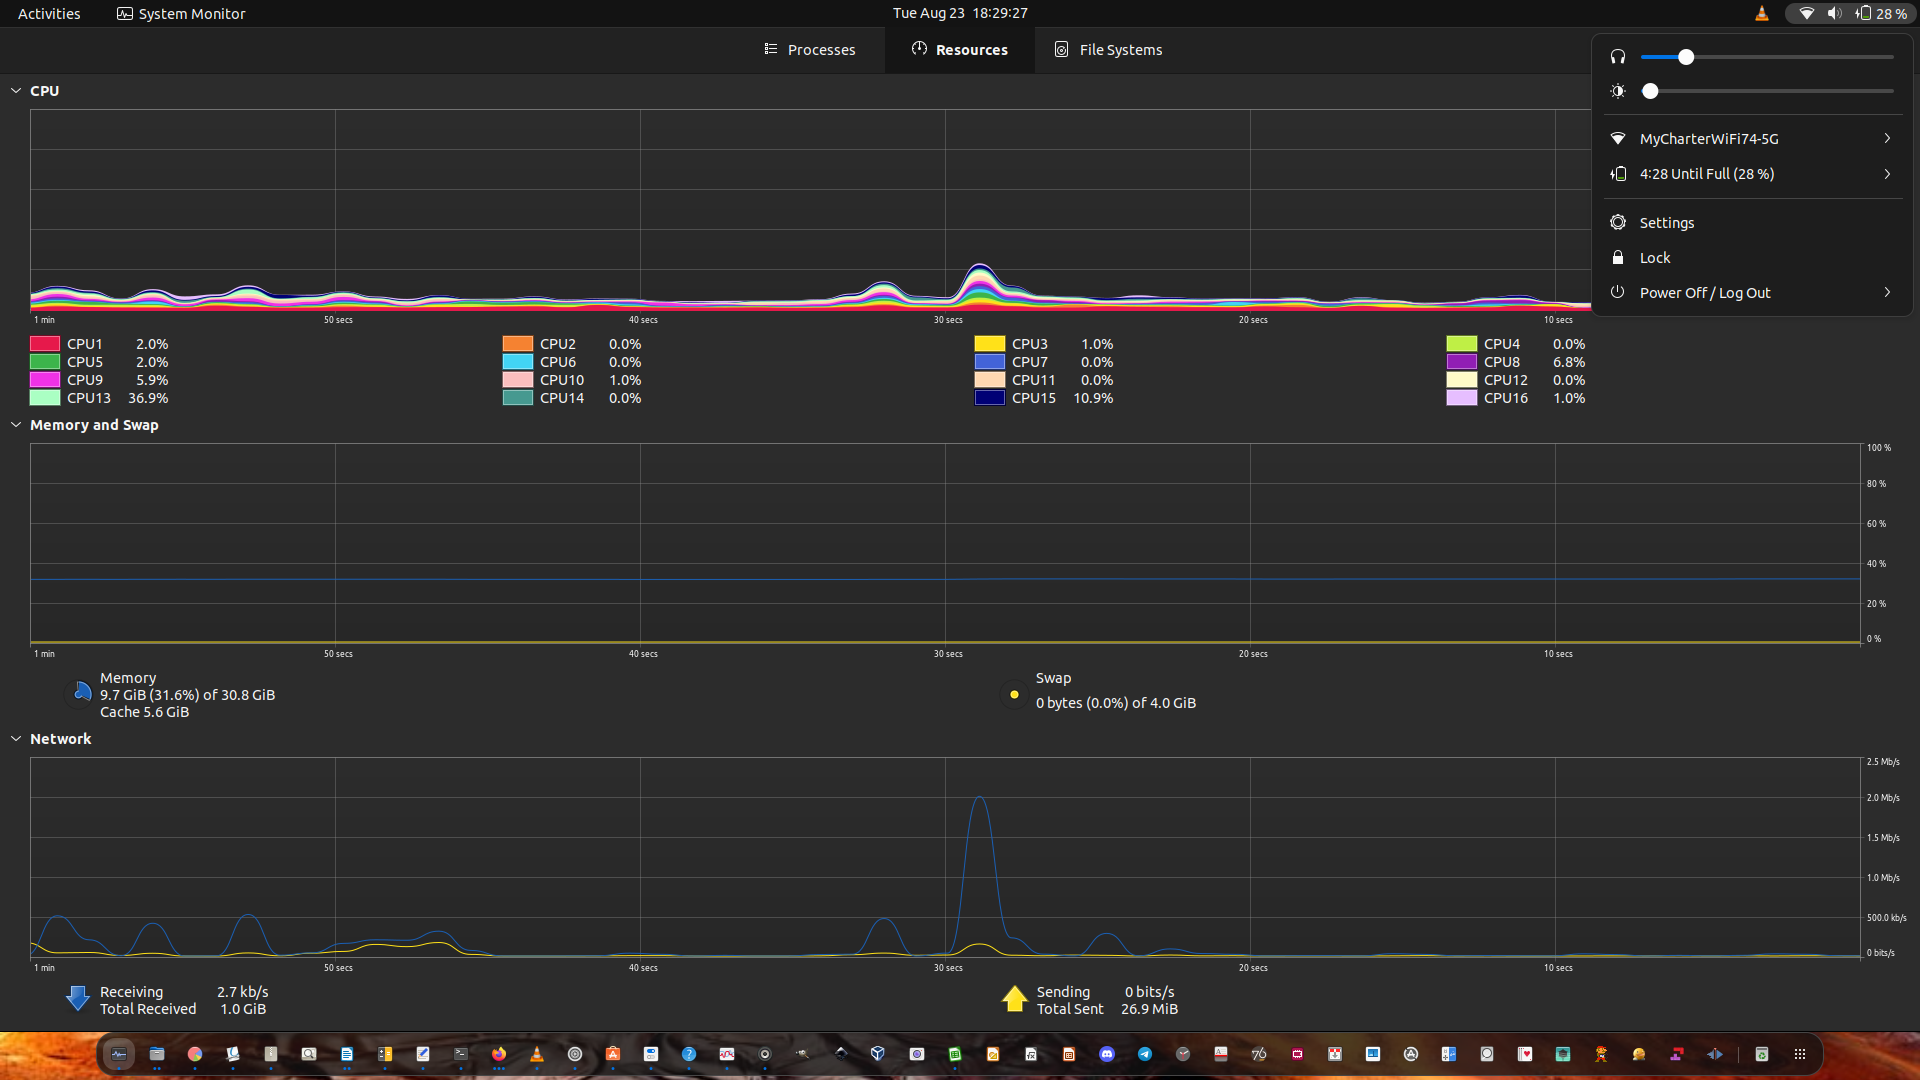 Activities
System Monitor
Tue Aug 23  18:29:27
28 %
Processes
Resources
File Systems
CPU
1 min
50 secs
40 secs
30 secs
20 secs
10 secs
CPU1 2.0%
CPU2 0.0%
CPU3 1.0%
CPU4 0.0%
CPU5 2.0%
CPU6 0.0%
CPU7 0.0%
CPU8 6.8%
CPU9 5.9%
CPU10 1.0%
CPU11 0.0%
CPU12 0.0%
CPU13 36.9%
CPU14 0.0%
CPU15 10.9%
CPU16 1.0%
MyCharterWiFi74-5G
4:28 Until Full (28 %)
Settings
Lock
Power Off / Log Out
Memory and Swap
100 %
80 %
60 %
40 %
20 %
0 %
1 min
50 secs
40 secs
30 secs
20 secs
10 secs
Memory
9.7 GiB (31.6%) of 30.8 GiB
Cache 5.6 GiB
Swap
0 bytes (0.0%) of 4.0 GiB
Network
2.5 Mb/s
2.0 Mb/s
1.5 Mb/s
1.0 Mb/s
500.0 kb/s
0 bits/s
1 min
50 secs
40 secs
30 secs
20 secs
10 secs
Receiving 2.7 kb/s
Total Received 1.0 GiB
Sending 0 bits/s
Total Sent 26.9 MiB
76